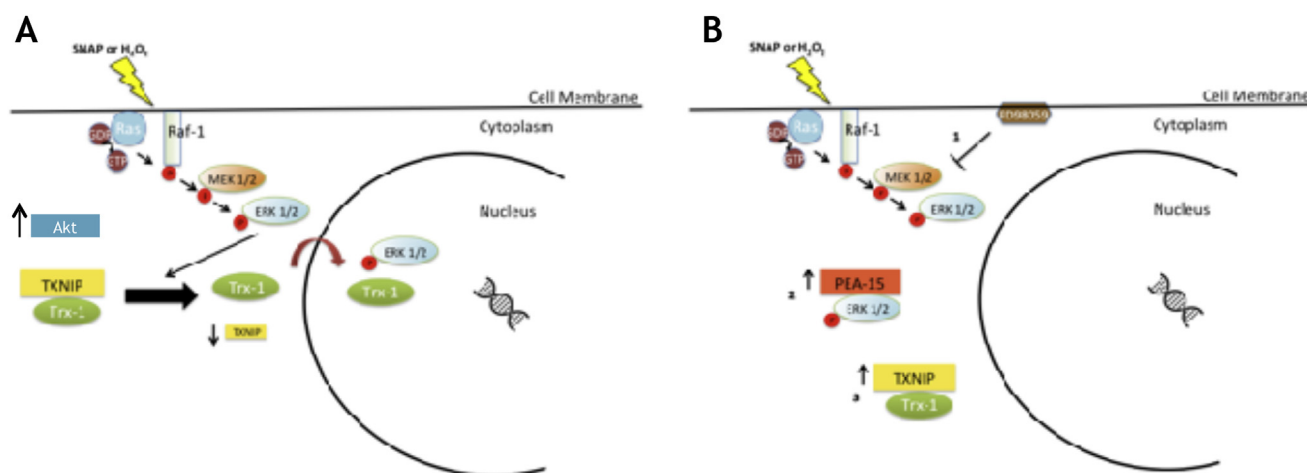 A
SNAP or H₂O₂
Cell Membrane
Ras
Raf-1
Cytoplasm
GDP
GTP
P
MEK 1/2
P
ERK 1/2
P
Nucleus
Akt
ERK 1/2
P
TXNIP
Trx-1
Trx-1
Trx-1
TXNIP
B
SNAP or H₂O₂
Cell Membrane
PD98059
Ras
Raf-1
Cytoplasm
GDP
GTP
1
P
MEK 1/2
P
ERK 1/2
P
Nucleus
PEA-15
2
ERK 1/2
P
TXNIP
3
Trx-1